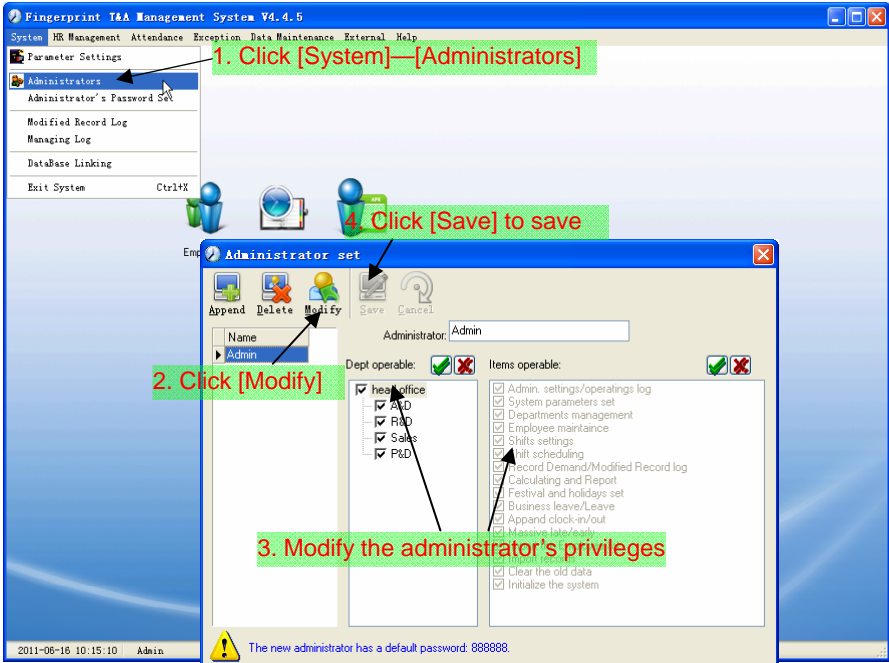 Fingerprint T&A Management System V4.4.5
System HR Management Attendance Exception Data Maintenance External Help
Parameter Settings
1. Click [System]—[Administrators]
Administrators
Administrator's Password Set
Modified Record Log
Managing Log
DataBase Linking
Exit System Ctrl+X
4. Click [Save] to save
Administrator set
Append Delete Modify Save Cancel
Name
Administrator: Admin
Admin
Dept operable: Items operable:
2. Click [Modify]
head office
A&D
R&D
Sales
P&D
Admin. settings/operatings log
System parameters set
Departments management
Employee maintaince
Shifts settings
Shift scheduling
Record Demand/Modified Record log
Calculating and Report
Festival and holidays set
Business leave/Leave
Appand clock-in/out
Massive late/early
3. Modify the administrator's privileges
Clear the old data
Initialize the system
The new administrator has a default password: 888888.
2011-06-16 10:15:10 Admin